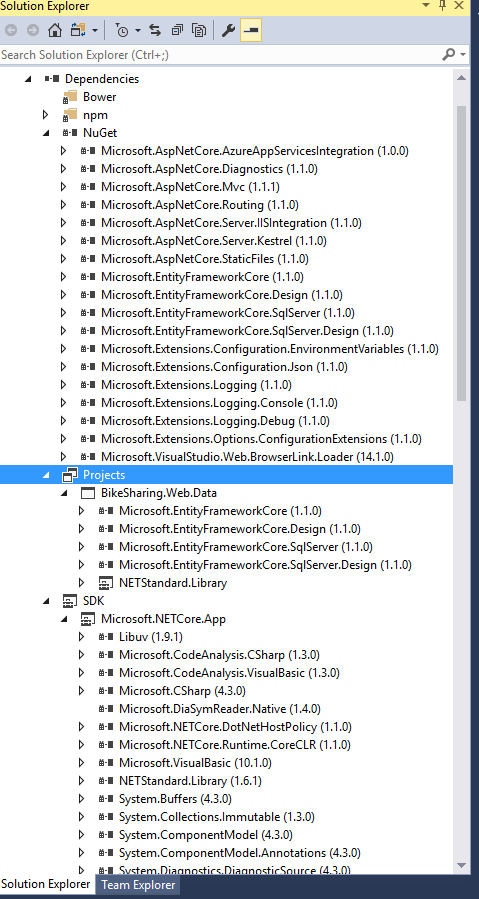 Solution Explorer
Search Solution Explorer (Ctrl+;)
Dependencies
Bower
npm
NuGet
Microsoft.AspNetCore.AzureAppServicesIntegration (1.0.0)
Microsoft.AspNetCore.Diagnostics (1.1.0)
Microsoft.AspNetCore.Mvc (1.1.1)
Microsoft.AspNetCore.Routing (1.1.0)
Microsoft.AspNetCore.Server.IISIntegration (1.1.0)
Microsoft.AspNetCore.Server.Kestrel (1.1.0)
Microsoft.AspNetCore.StaticFiles (1.1.0)
Microsoft.EntityFrameworkCore (1.1.0)
Microsoft.EntityFrameworkCore.Design (1.1.0)
Microsoft.EntityFrameworkCore.SqlServer (1.1.0)
Microsoft.EntityFrameworkCore.SqlServer.Design (1.1.0)
Microsoft.Extensions.Configuration.EnvironmentVariables (1.1.0)
Microsoft.Extensions.Configuration.Json (1.1.0)
Microsoft.Extensions.Logging (1.1.0)
Microsoft.Extensions.Logging.Console (1.1.0)
Microsoft.Extensions.Logging.Debug (1.1.0)
Microsoft.Extensions.Options.ConfigurationExtensions (1.1.0)
Microsoft.VisualStudio.Web.BrowserLink.Loader (14.1.0)
Projects
BikeSharing.Web.Data
Microsoft.EntityFrameworkCore (1.1.0)
Microsoft.EntityFrameworkCore.Design (1.1.0)
Microsoft.EntityFrameworkCore.SqlServer (1.1.0)
Microsoft.EntityFrameworkCore.SqlServer.Design (1.1.0)
NETStandard.Library
SDK
Microsoft.NETCore.App
Libuv (1.9.1)
Microsoft.CodeAnalysis.CSharp (1.3.0)
Microsoft.CodeAnalysis.VisualBasic (1.3.0)
Microsoft.CSharp (4.3.0)
Microsoft.DiaSymReader.Native (1.4.0)
Microsoft.NETCore.DotNetHostPolicy (1.1.0)
Microsoft.NETCore.Runtime.CoreCLR (1.1.0)
Microsoft.VisualBasic (10.1.0)
NETStandard.Library (1.6.1)
System.Buffers (4.3.0)
System.Collections.Immutable (1.3.0)
System.ComponentModel (4.3.0)
System.ComponentModel.Annotations (4.3.0)
System.Diagnostics.DiagnosticSource (4.3.0)
Solution Explorer Team Explorer